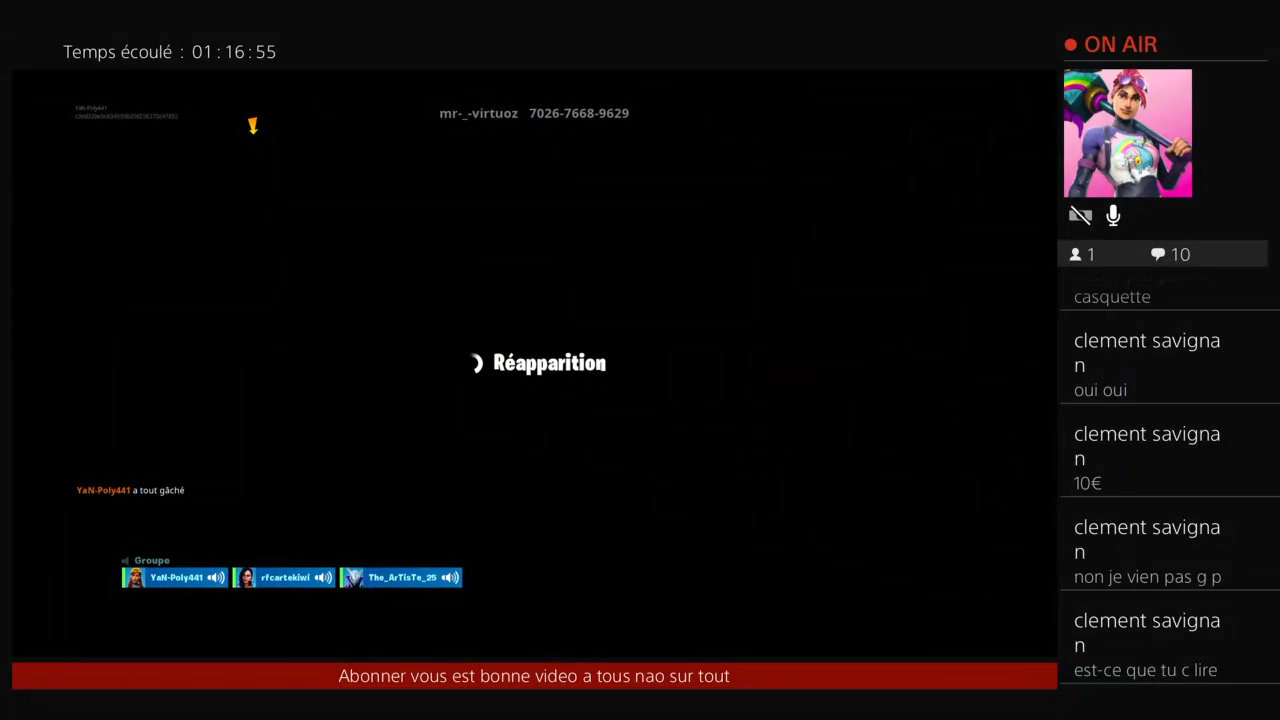 Temps écoulé : 01:16:55
ON AIR
YaN-Poly441
mr-_-virtuoz 7026-7668-9629
1 10
casquette
clement savigna
n
oui oui
Réapparition
clement savigna
n
10€
YaN-Poly441 a tout gâché
clement savigna
n
non je vien pas g p
Groupe
YaN-Poly441 rfcartekiwi The_ArTisTe_25
clement savigna
n
est-ce que tu c lire
Abonner vous est bonne video a tous nao sur tout